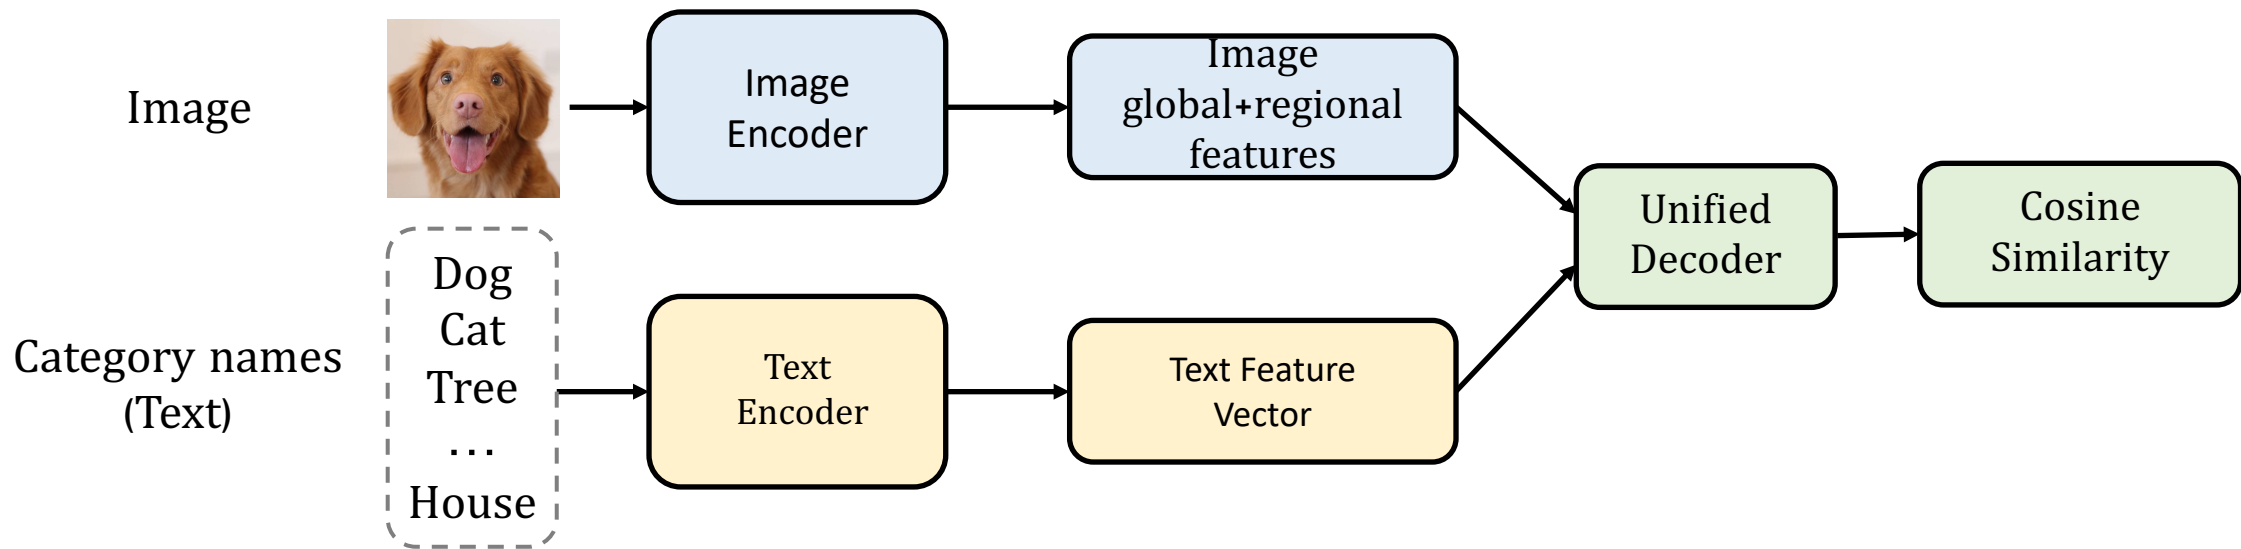 Image
Image
Encoder
Image
global+regional
features
Unified
Decoder
Cosine
Similarity
Category names
(Text)
Dog
Cat
Tree
...
House
Text
Encoder
Text Feature
Vector